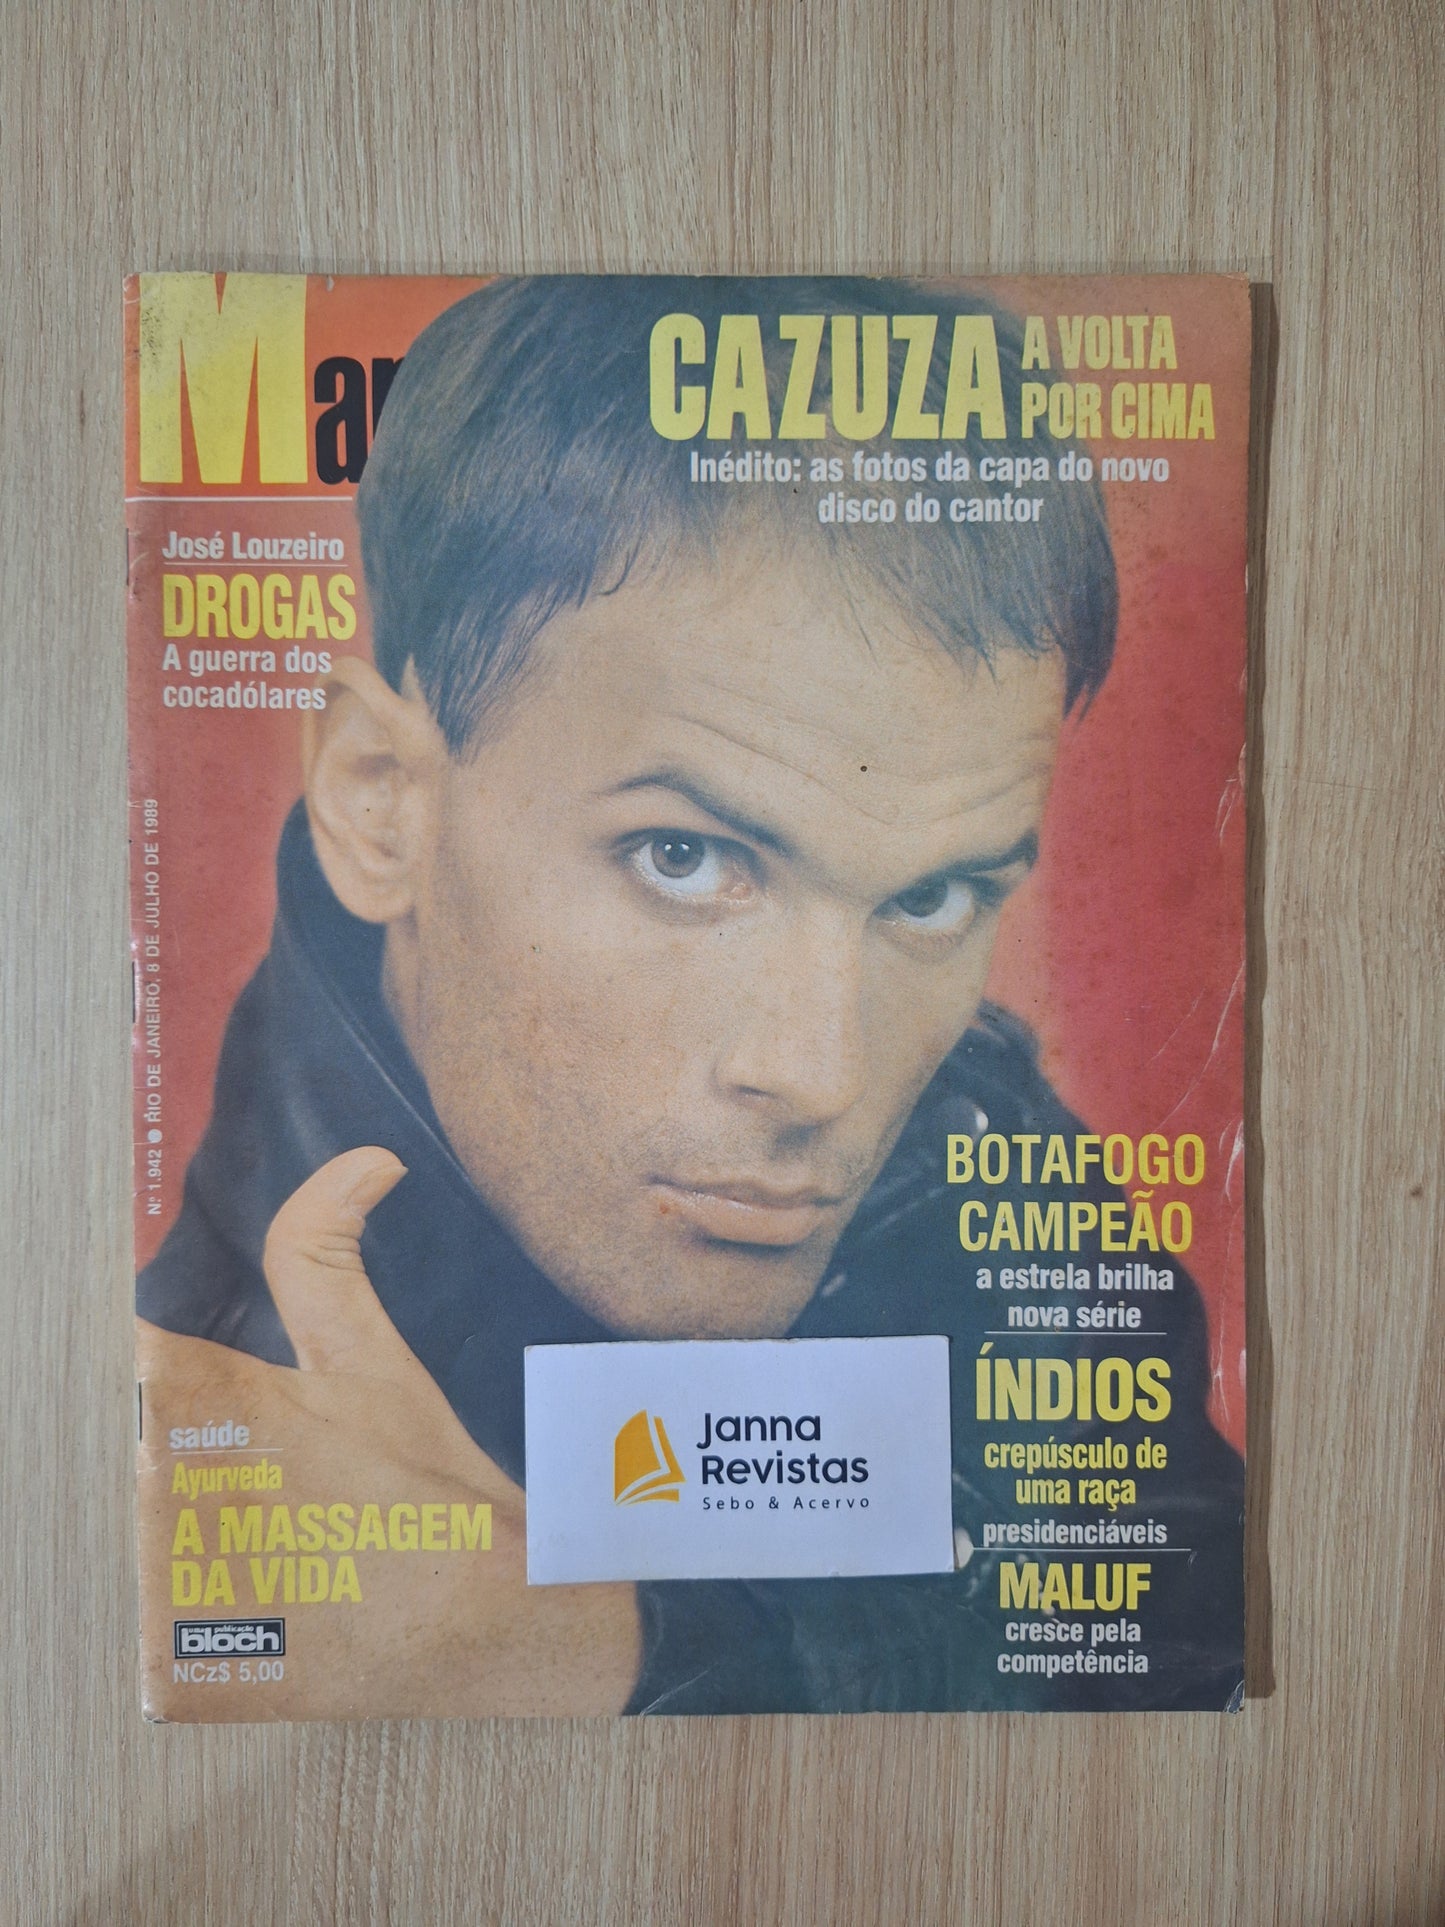 Man
CAZUZA A VOLTA
POR CIMA
Inédito: as fotos da capa do novo
disco do cantor
José Louzeiro
DROGAS
A guerra dos
cocadólares
Nº 1.942 ● RIO DE JANEIRO, 8 DE JULHO DE 1989
BOTAFOGO
CAMPEÃO
a estrela brilha
nova série
ÍNDIOS
crepúsculo de
uma raça
presidenciáveis
MALUF
cresce pela
competência
saúde
Ayurveda
A MASSAGEM
DA VIDA
uma publicação
bloch
NCz$ 5,00
Janna
Revistas
Sebo & Acervo